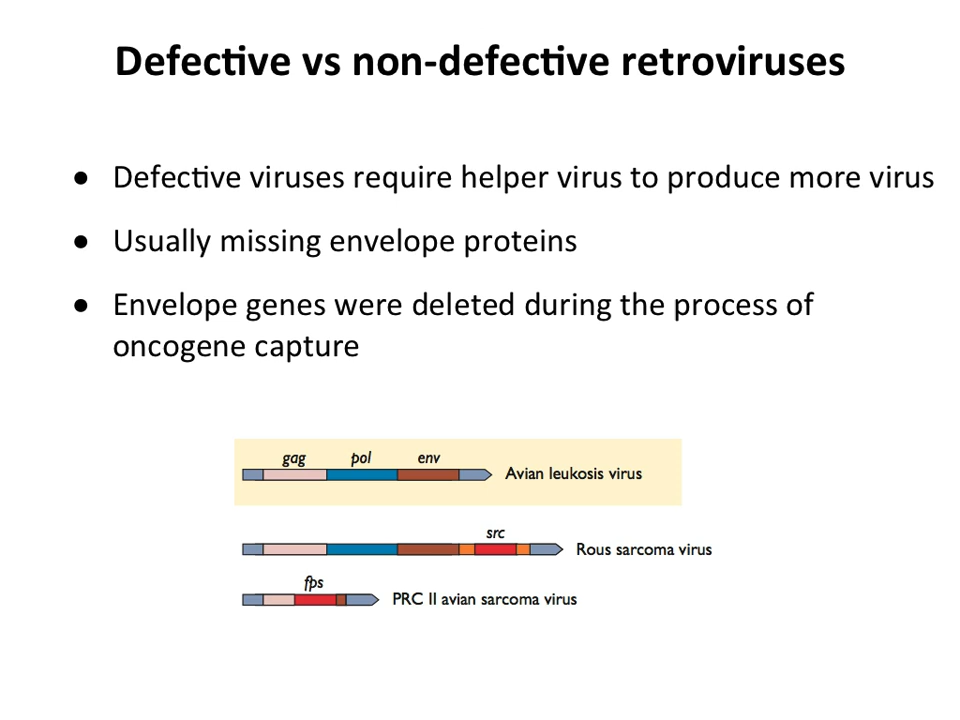 Defective vs non-defective retroviruses
• Defective viruses require helper virus to produce more virus
• Usually missing envelope proteins
• Envelope genes were deleted during the process of
oncogene capture
gag pol env
Avian leukosis virus
src
Rous sarcoma virus
fps
PRC II avian sarcoma virus